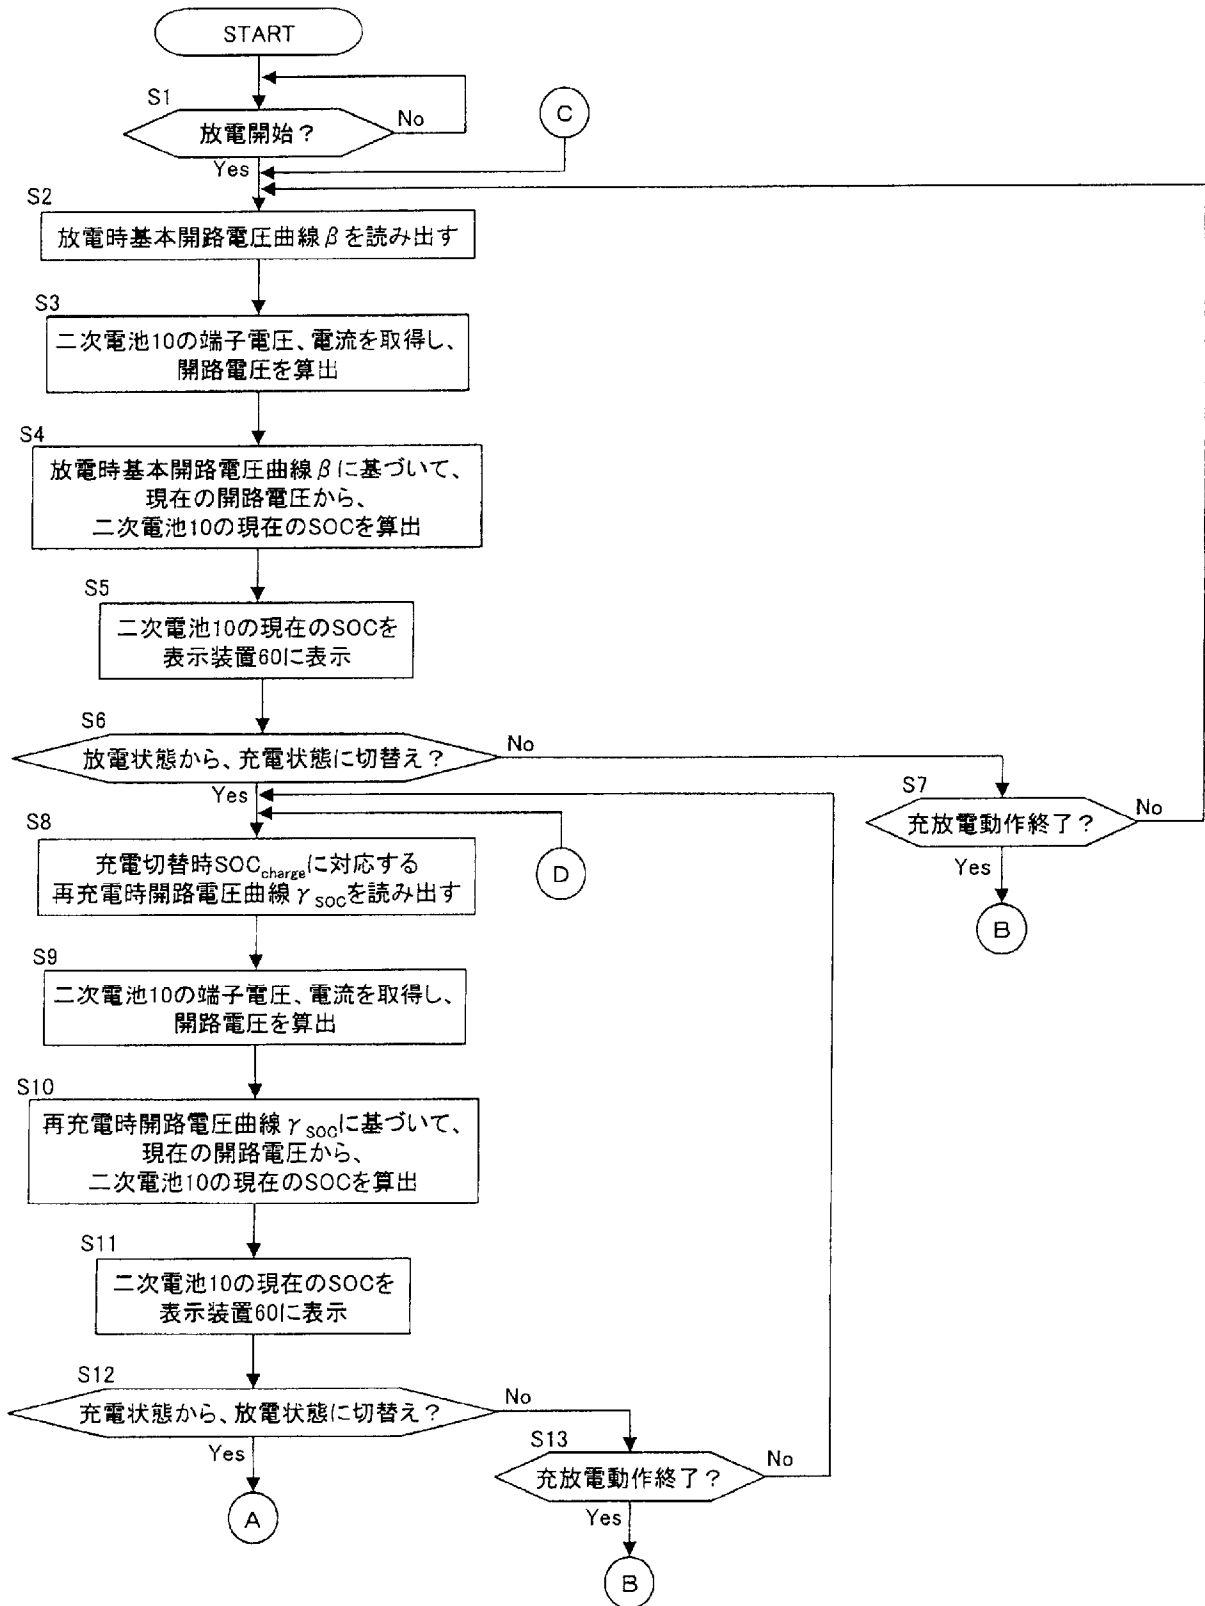 START
S1
放電開始？
No
C
Yes
S2
放電時基本開路電圧曲線βを読み出す
S3
二次電池10の端子電圧、電流を取得し、
開路電圧を算出
S4
放電時基本開路電圧曲線βに基づいて、
現在の開路電圧から、
二次電池10の現在のSOCを算出
S5
二次電池10の現在のSOCを
表示装置60に表示
S6
放電状態から、充電状態に切替え？
No
Yes
S7
充放電動作終了？
No
Yes
B
S8
充電切替時SOCchargeに対応する
再充電時開路電圧曲線γSOCを読み出す
D
S9
二次電池10の端子電圧、電流を取得し、
開路電圧を算出
S10
再充電時開路電圧曲線γSOCに基づいて、
現在の開路電圧から、
二次電池10の現在のSOCを算出
S11
二次電池10の現在のSOCを
表示装置60に表示
S12
充電状態から、放電状態に切替え？
No
Yes
A
S13
充放電動作終了？
No
Yes
B